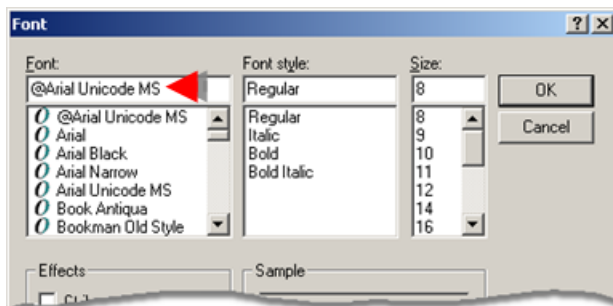 Font
Font: Font style: Size:
@Arial Unicode MS Regular 8 OK
@Arial Unicode MS Regular 8 Cancel
Arial Italic 9
Arial Black Bold 10
Arial Narrow Bold Italic 11
Arial Unicode MS 12
Book Antiqua 14
Bookman Old Style 16
Effects Sample